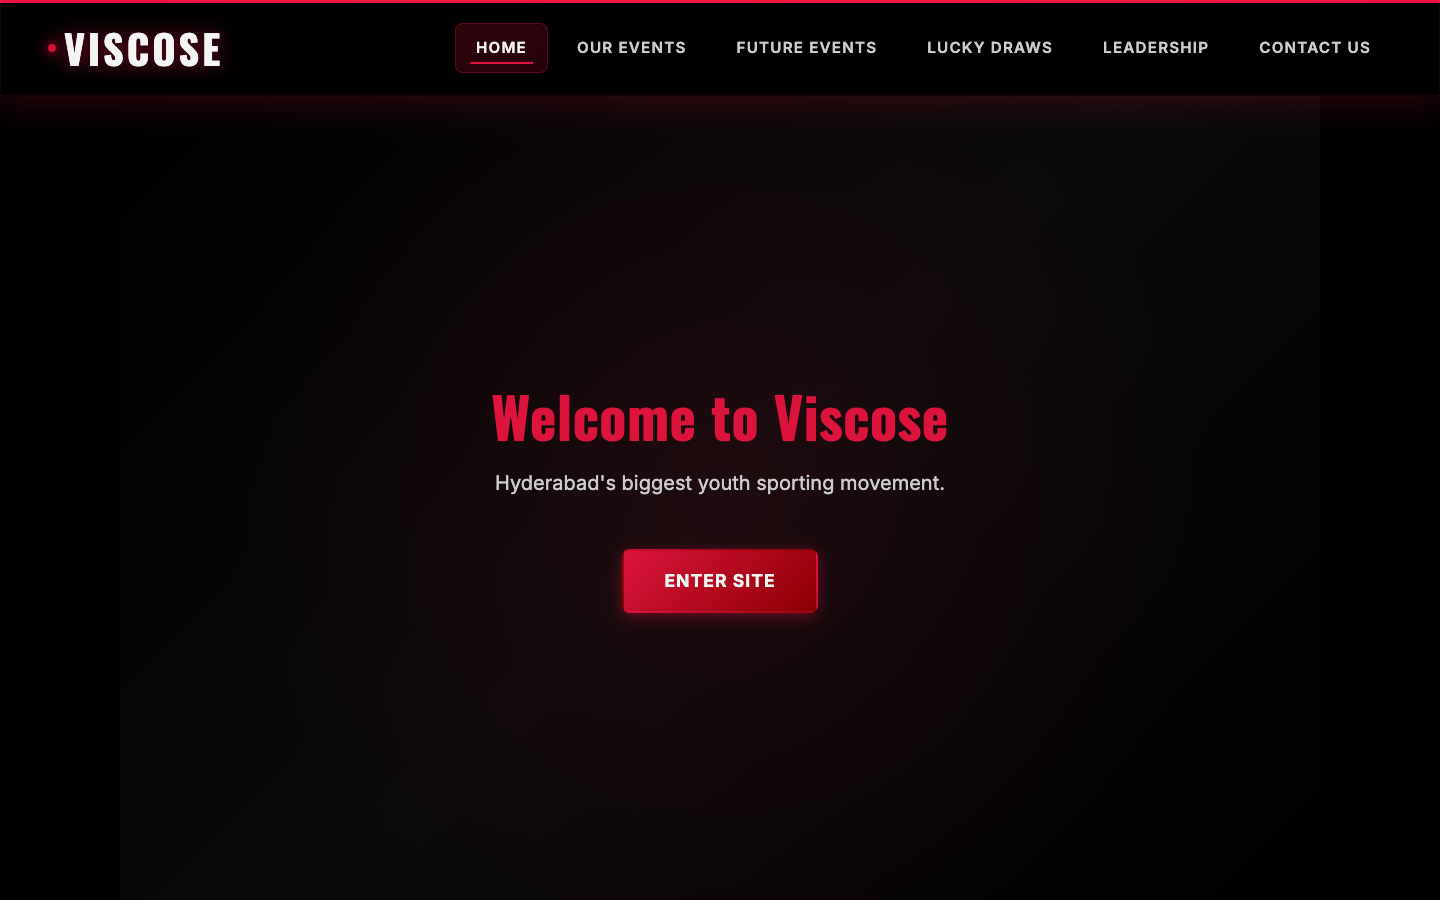 VISCOSE
HOME
OUR EVENTS
FUTURE EVENTS
LUCKY DRAWS
LEADERSHIP
CONTACT US
Welcome to Viscose
Hyderabad's biggest youth sporting movement.
ENTER SITE